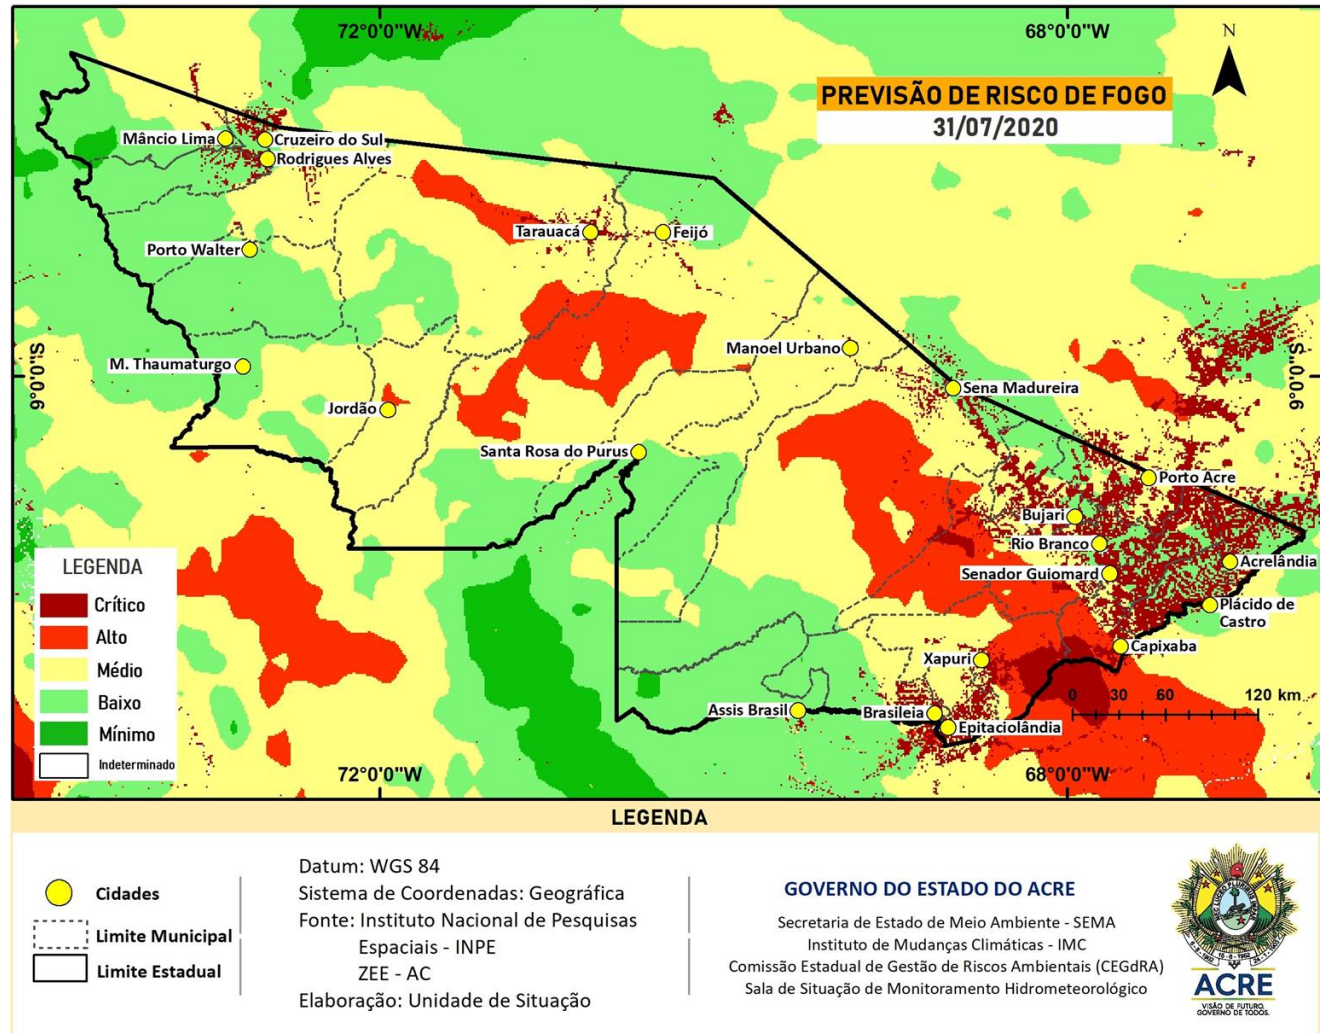 72°0'0"W
68°0'0"W
N
PREVISÃO DE RISCO DE FOGO
31/07/2020
Mâncio Lima
Cruzeiro do Sul
Rodrigues Alves
Porto Walter
Tarauacá
Feijó
M. Thaumaturgo
Jordão
Manoel Urbano
Sena Madureira
9°0'0"S
9°0'0"S
Santa Rosa do Purus
Porto Acre
Bujari
Rio Branco
Senador Guiomard
Acrelândia
Plácido de
Castro
Capixaba
Xapuri
Assis Brasil
Brasileia
Epitaciolândia
0 30 60 120 km
LEGENDA
Crítico
Alto
Médio
Baixo
Mínimo
Indeterminado
72°0'0"W
68°0'0"W
LEGENDA
Cidades
Limite Municipal
Limite Estadual
Datum: WGS 84
Sistema de Coordenadas: Geográfica
Fonte: Instituto Nacional de Pesquisas
Espaciais - INPE
ZEE - AC
Elaboração: Unidade de Situação
GOVERNO DO ESTADO DO ACRE
Secretaria de Estado de Meio Ambiente - SEMA
Instituto de Mudanças Climáticas - IMC
Comissão Estadual de Gestão de Riscos Ambientais (CEGdRA)
Sala de Situação de Monitoramento Hidrometeorológico
ACRE
VISÃO DE FUTURO.
GOVERNO DE TODOS.